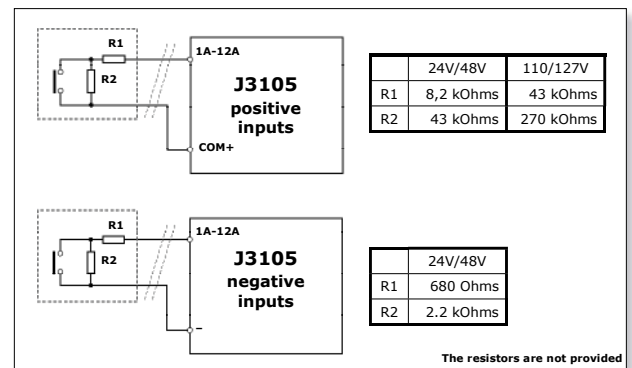 R1
1A-12A
R2
J3105
positive
inputs
COM+
24V/48V 110/127V
R1 8,2 kOhms 43 kOhms
R2 43 kOhms 270 kOhms
R1
1A-12A
R2
J3105
negative
inputs
–
24V/48V
R1 680 Ohms
R2 2.2 kOhms
The resistors are not provided